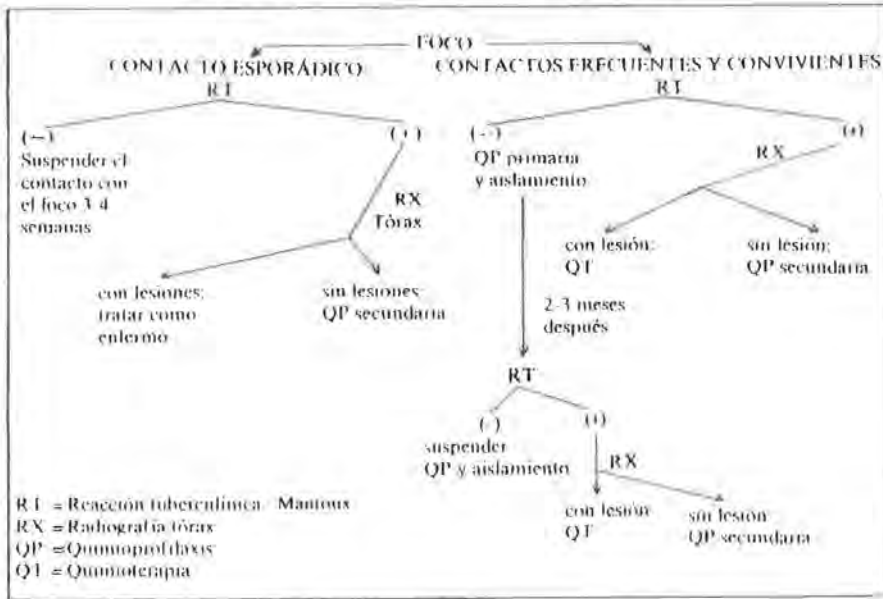 FOCO
CONTACTO ESPORÁDICO
RT
(−)
Suspender el
contacto con
el foco 3-4
semanas
(+)
RX
Tórax
con lesiones:
tratar como
enfermo
sin lesiones:
QP secundaria
CONTACTOS FRECUENTES Y CONVIVIENTES
RT
(−)
QP primaria
y aislamiento
(+)
RX
con lesión:
QT
sin lesión:
QP secundaria
2-3 meses
después
RT
(−)
suspender
QP y aislamiento
(+)
RX
con lesión:
QT
sin lesión:
QP secundaria
RT = Reacción tuberculínica Mantoux
RX = Radiografía tórax
QP = Quimioprofilaxis
QT = Quimioterapia